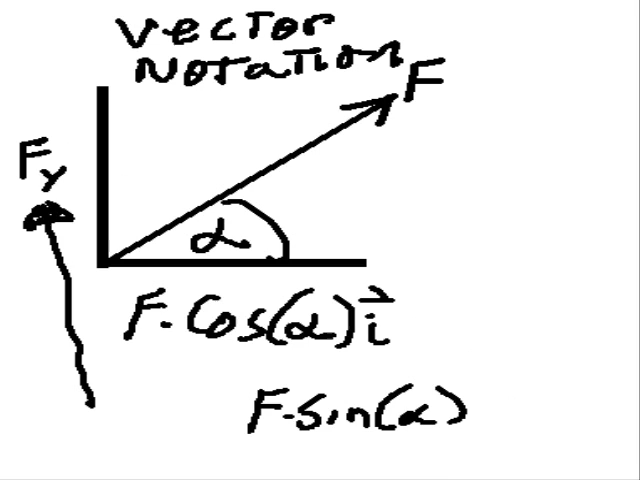 VECTOR
NOTATION
F
Fy
α
F·Cos(α)i⃗
F·sin(α)